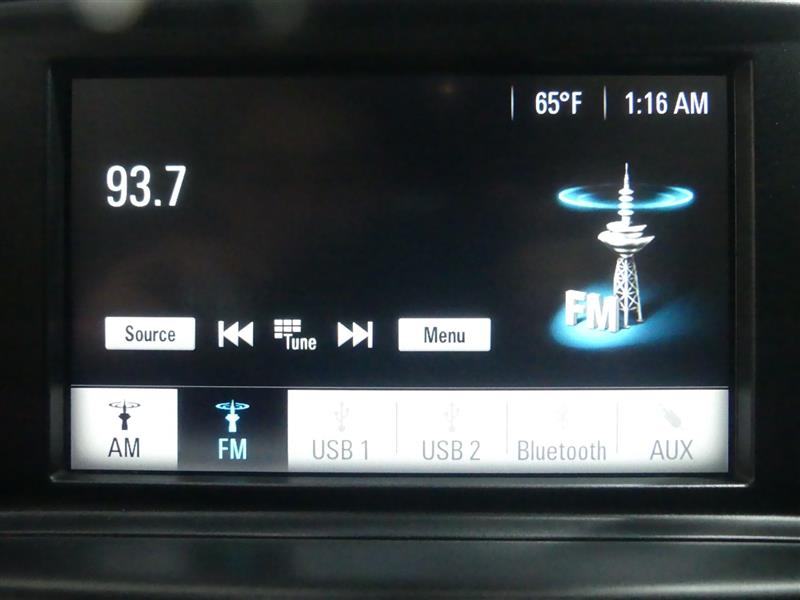 65°F 1:16 AM
93.7
FM
Source Tune Menu
AM FM USB 1 USB 2 Bluetooth AUX